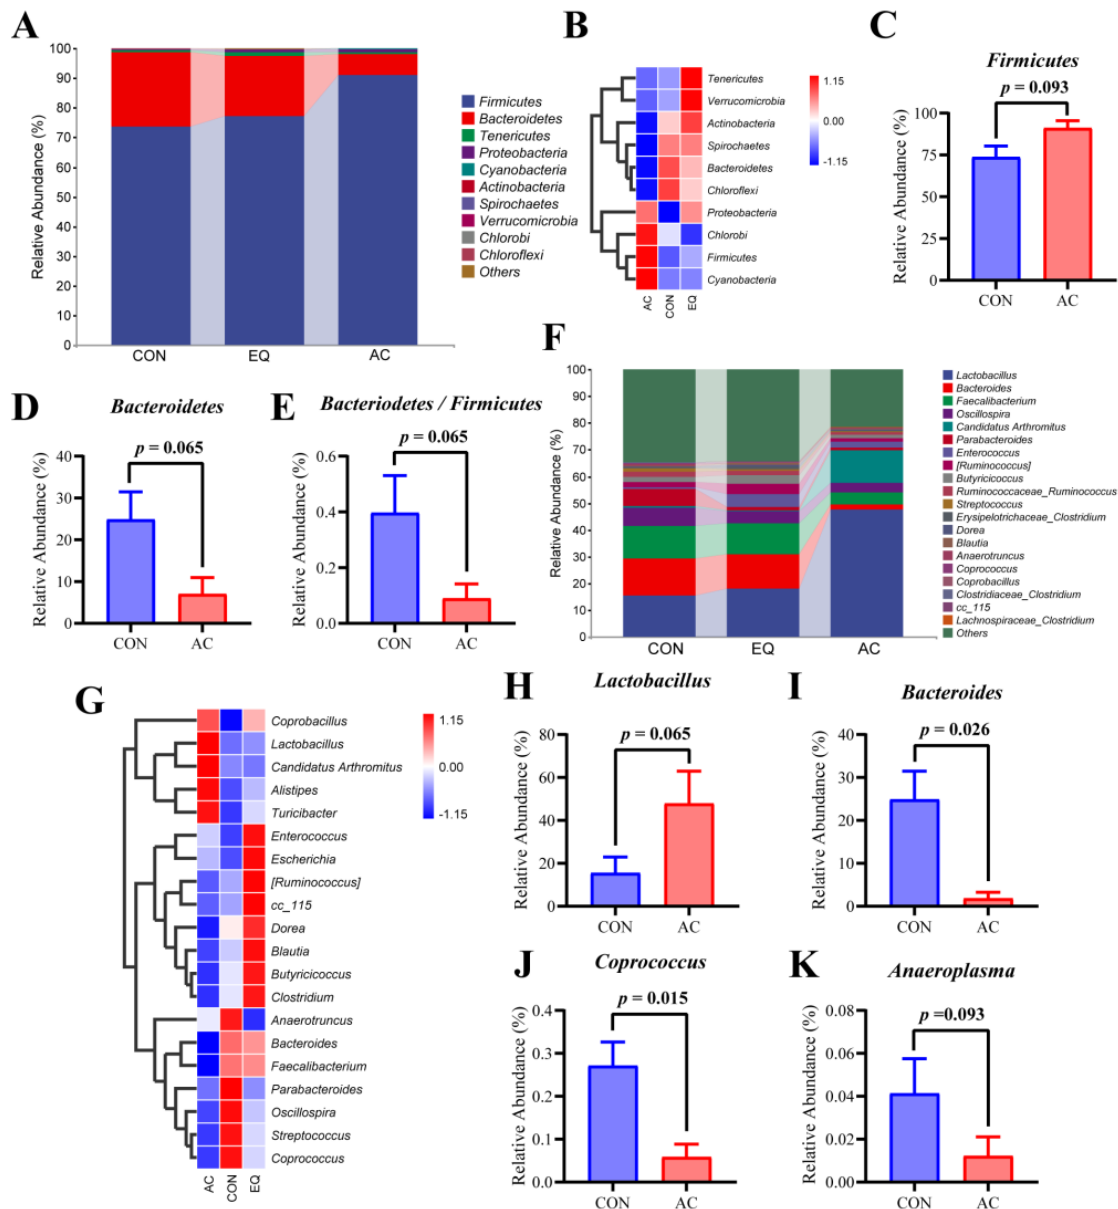 A
Relative Abundance (%)
100
90
80
70
60
50
40
30
20
10
0
CON EQ AC
Firmicutes
Bacteroidetes
Tenericutes
Proteobacteria
Cyanobacteria
Actinobacteria
Spirochaetes
Verrucomicrobia
Chlorobi
Chloroflexi
Others
B
Tenericutes
Verrucomicrobia
Actinobacteria
Spirochaetes
Bacteroidetes
Chloroflexi
Proteobacteria
Chlorobi
Firmicutes
Cyanobacteria
AC CON EQ
1.15
0.00
-1.15
C
Firmicutes
p = 0.093
Relative Abundance (%)
100
75
50
25
0
CON AC
D
Bacteroidetes
p = 0.065
Relative Abundance (%)
40
30
20
10
0
CON AC
E
Bacteriodetes / Firmicutes
p = 0.065
Relative Abundance (%)
0.6
0.4
0.2
0.0
CON AC
F
Relative Abundance (%)
100
90
80
70
60
50
40
30
20
10
0
CON EQ AC
Lactobacillus
Bacteroides
Faecalibacterium
Oscillospira
Candidatus Arthromitus
Parabacteroides
Enterococcus
[Ruminococcus]
Butyricicoccus
Ruminococcaceae_Ruminococcus
Streptococcus
Erysipelotrichaceae_Clostridium
Dorea
Blautia
Anaerotruncus
Coprococcus
Coprobacillus
Clostridiaceae_Clostridium
cc_115
Lachnospiraceae_Clostridium
Others
G
Coprobacillus
Lactobacillus
Candidatus Arthromitus
Alistipes
Turicibacter
Enterococcus
Escherichia
[Ruminococcus]
cc_115
Dorea
Blautia
Butyricicoccus
Clostridium
Anaerotruncus
Bacteroides
Faecalibacterium
Parabacteroides
Oscillospira
Streptococcus
Coprococcus
AC CON EQ
1.15
0.00
-1.15
H
Lactobacillus
p = 0.065
Relative Abundance (%)
80
60
40
20
0
CON AC
I
Bacteroides
p = 0.026
Relative Abundance (%)
40
30
20
10
0
CON AC
J
Coprococcus
p = 0.015
Relative Abundance (%)
0.4
0.3
0.2
0.1
0.0
CON AC
K
Anaeroplasma
p =0.093
Relative Abundance (%)
0.08
0.06
0.04
0.02
0.00
CON AC